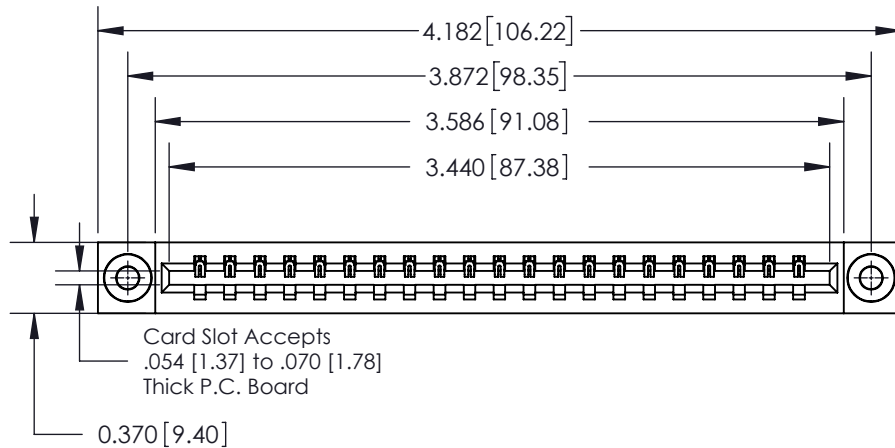 4.182[106.22]
3.872[98.35]
3.586[91.08]
3.440[87.38]
Card Slot Accepts
.054 [1.37] to .070 [1.78]
Thick P.C. Board
0.370[9.40]